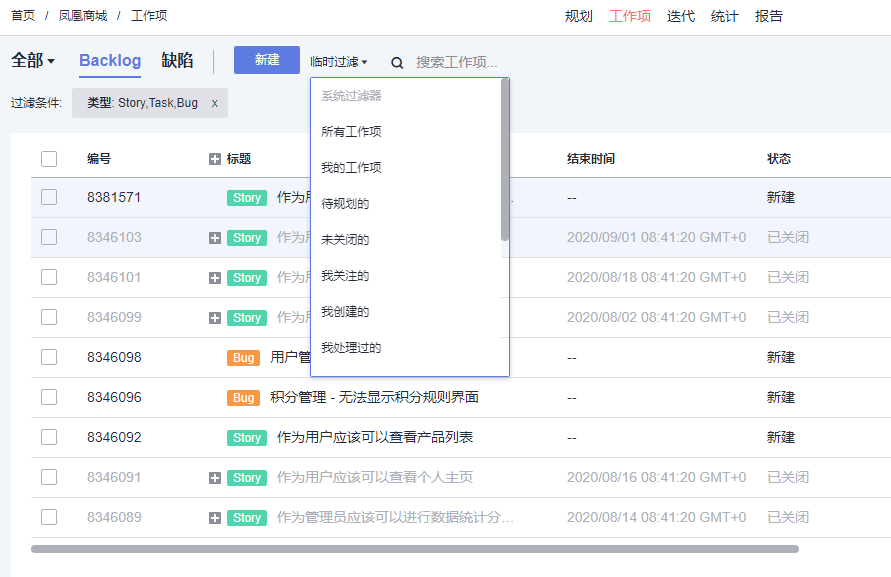 首页 / 凤凰商城 / 工作项
规划 工作项 迭代 统计 报告
全部 Backlog 缺陷 新建 临时过滤 搜索工作项...
过滤条件: 类型: Story,Task,Bug x
系统过滤器
所有工作项
我的工作项
待规划的
未关闭的
我关注的
我创建的
我处理过的
编号 标题 结束时间 状态
8381571 Story 作为 -- 新建
8346103 Story 作为 2020/09/01 08:41:20 GMT+0 已关闭
8346101 Story 作为 2020/08/18 08:41:20 GMT+0 已关闭
8346099 Story 作为 2020/08/02 08:41:20 GMT+0 已关闭
8346098 Bug 用户管 -- 新建
8346096 Bug 积分管理 - 无法显示积分规则界面 -- 新建
8346092 Story 作为用户应该可以查看产品列表 -- 新建
8346091 Story 作为用户应该可以查看个人主页 2020/08/16 08:41:20 GMT+0 已关闭
8346089 Story 作为管理员应该可以进行数据统计分... 2020/08/14 08:41:20 GMT+0 已关闭